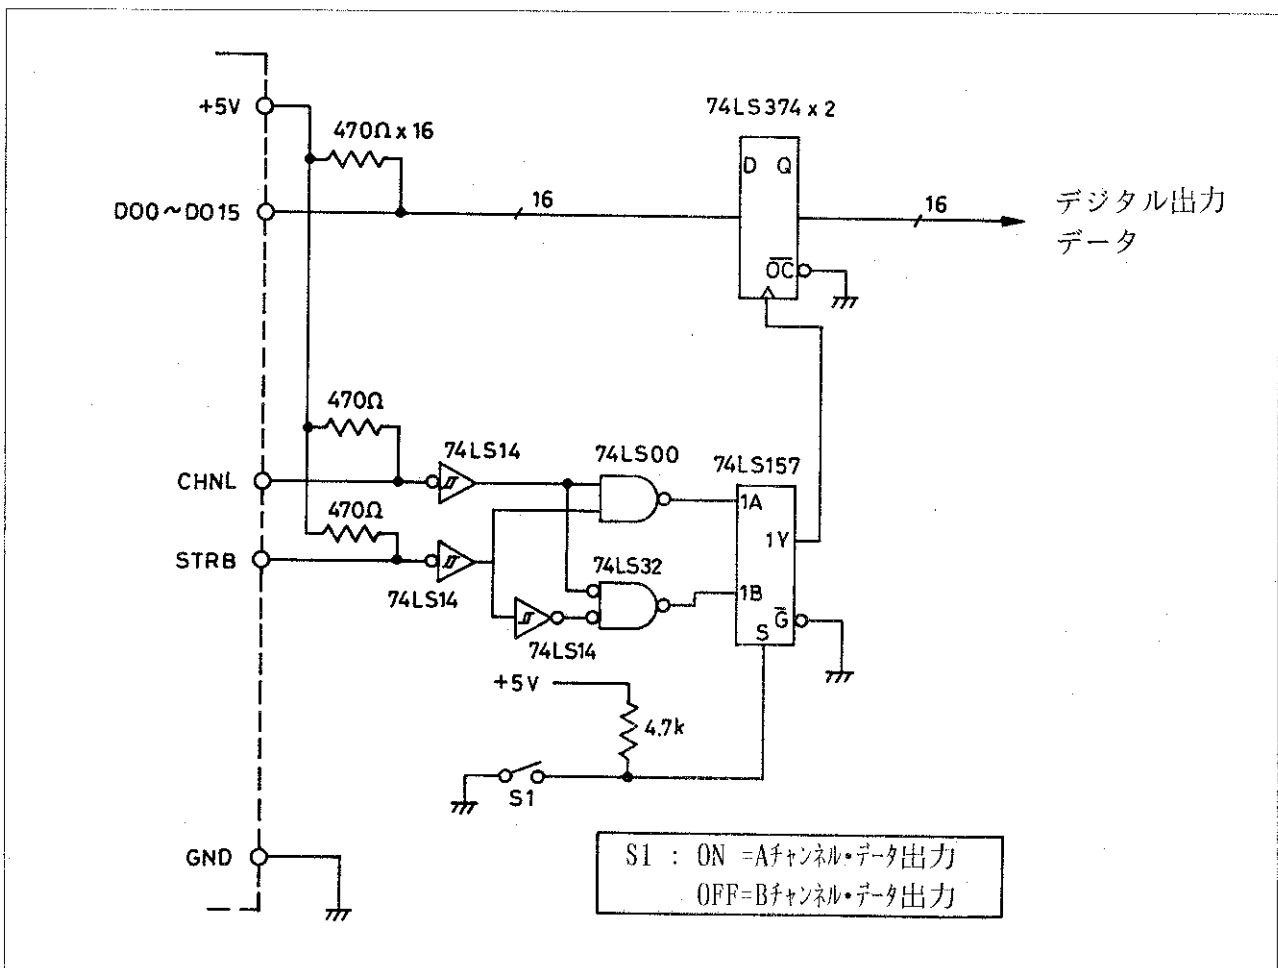 +5V
470Ω x 16
74LS374 x 2
D Q
DO0~DO15
16
16
デジタル出力
データ
OC
470Ω
CHNL
74LS14
74LS00
74LS157
1A
470Ω
1Y
STRB
74LS14
74LS32
1B
G
S
74LS14
+5V
4.7k
S1
GND
S1 : ON =Aチャンネル・データ出力
OFF=Bチャンネル・データ出力